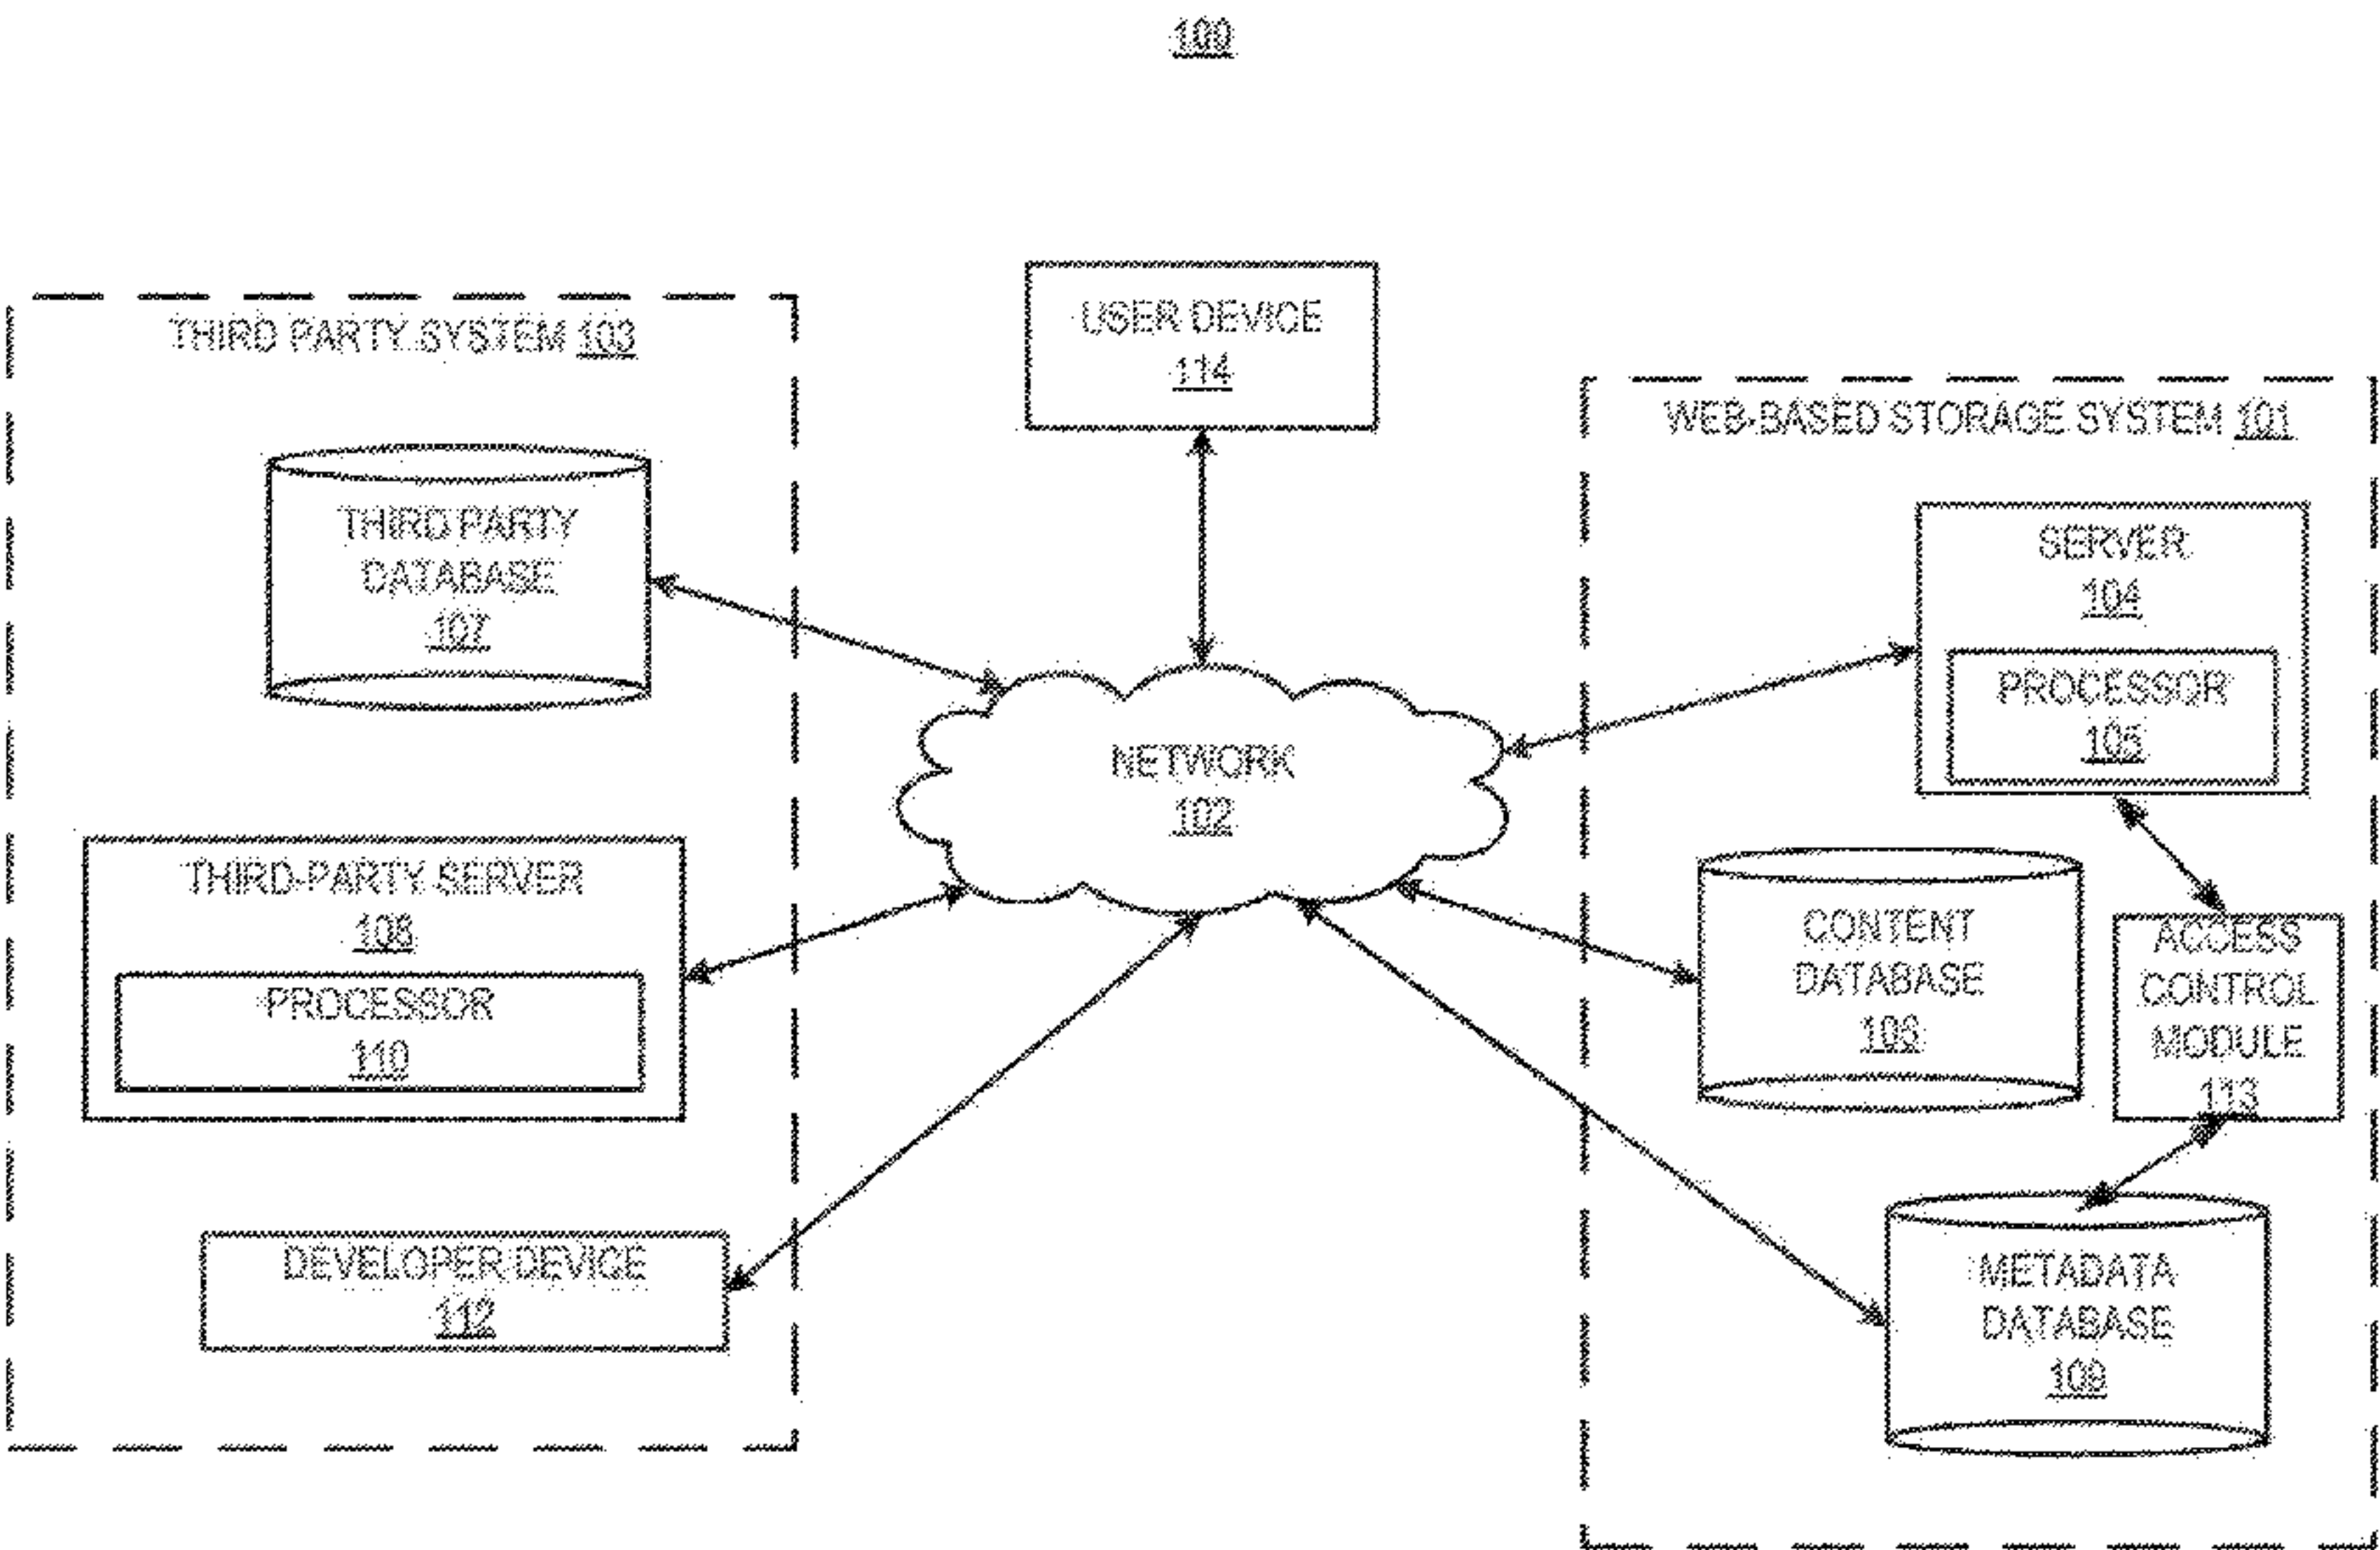 100
THIRD PARTY SYSTEM 103
THIRD PARTY
DATABASE
107
THIRD-PARTY SERVER
108
PROCESSOR
110
DEVELOPER DEVICE
112
USER DEVICE
114
NETWORK
102
WEB-BASED STORAGE SYSTEM 101
SERVER
104
PROCESSOR
105
CONTENT
DATABASE
106
ACCESS
CONTROL
MODULE
113
METADATA
DATABASE
109